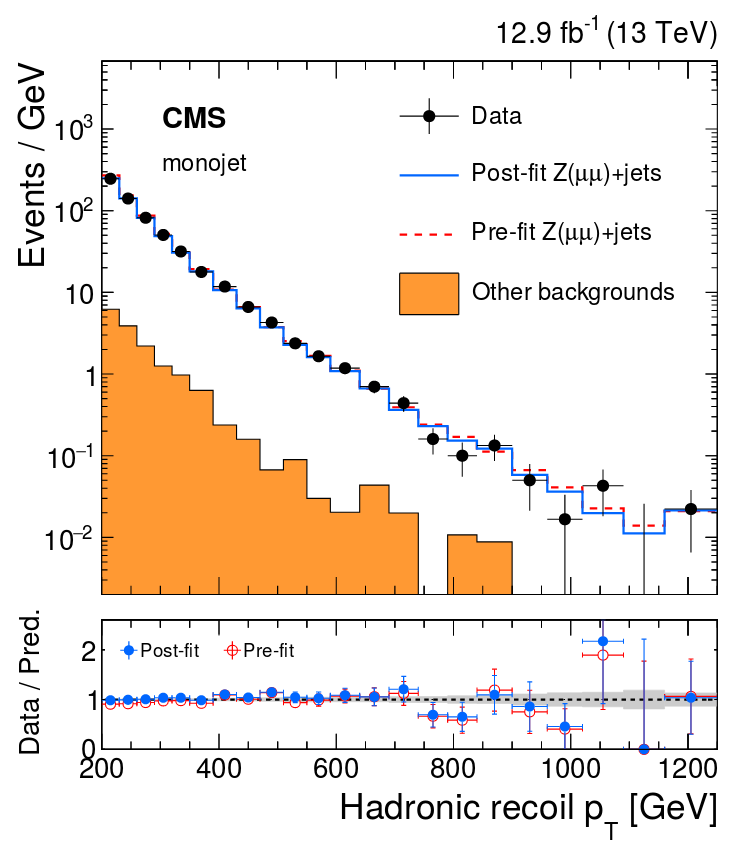 12.9 fb⁻¹ (13 TeV)
Events / GeV
10³
10²
10
1
10⁻¹
10⁻²
CMS
monojet
Data
Post-fit Z(μμ)+jets
Pre-fit Z(μμ)+jets
Other backgrounds
Data / Pred.
2
1
0
Post-fit
Pre-fit
200 400 600 800 1000 1200
Hadronic recoil p_T [GeV]